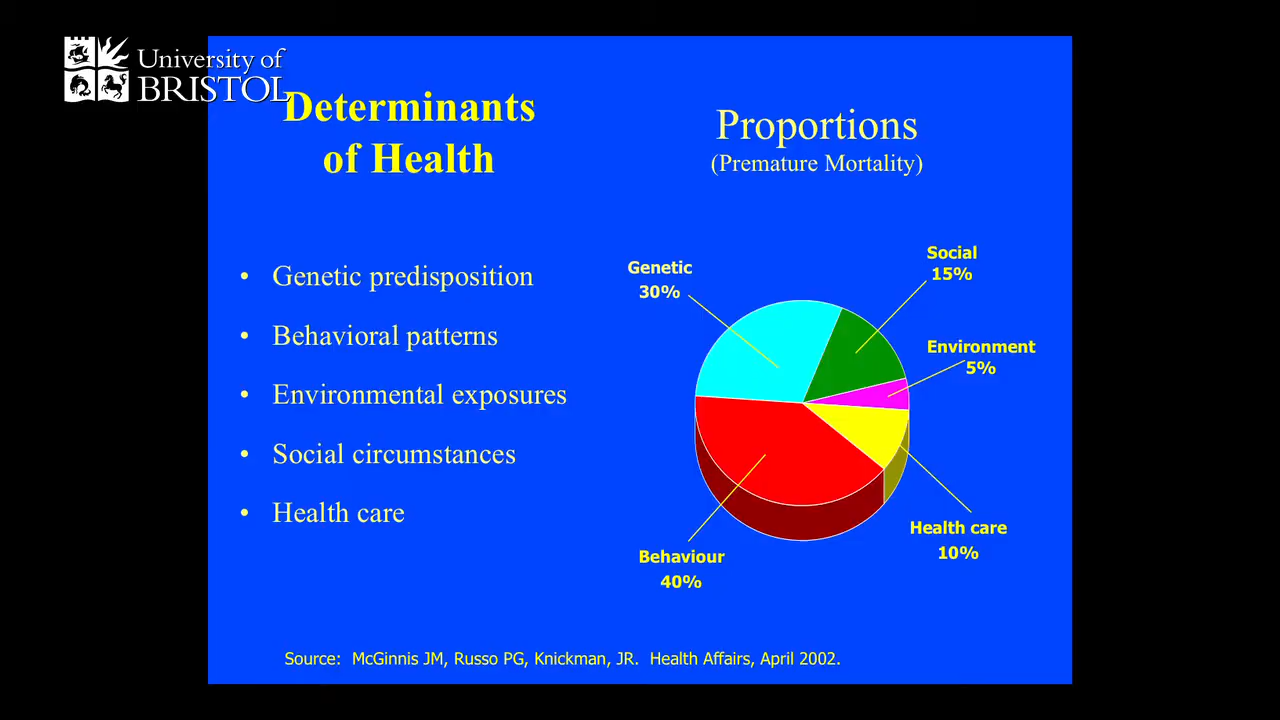 University of
BRISTOL
Determinants
of Health
Proportions
(Premature Mortality)
• Genetic predisposition
• Behavioral patterns
• Environmental exposures
• Social circumstances
• Health care
Genetic
30%
Social
15%
Environment
5%
Health care
10%
Behaviour
40%
Source: McGinnis JM, Russo PG, Knickman, JR. Health Affairs, April 2002.